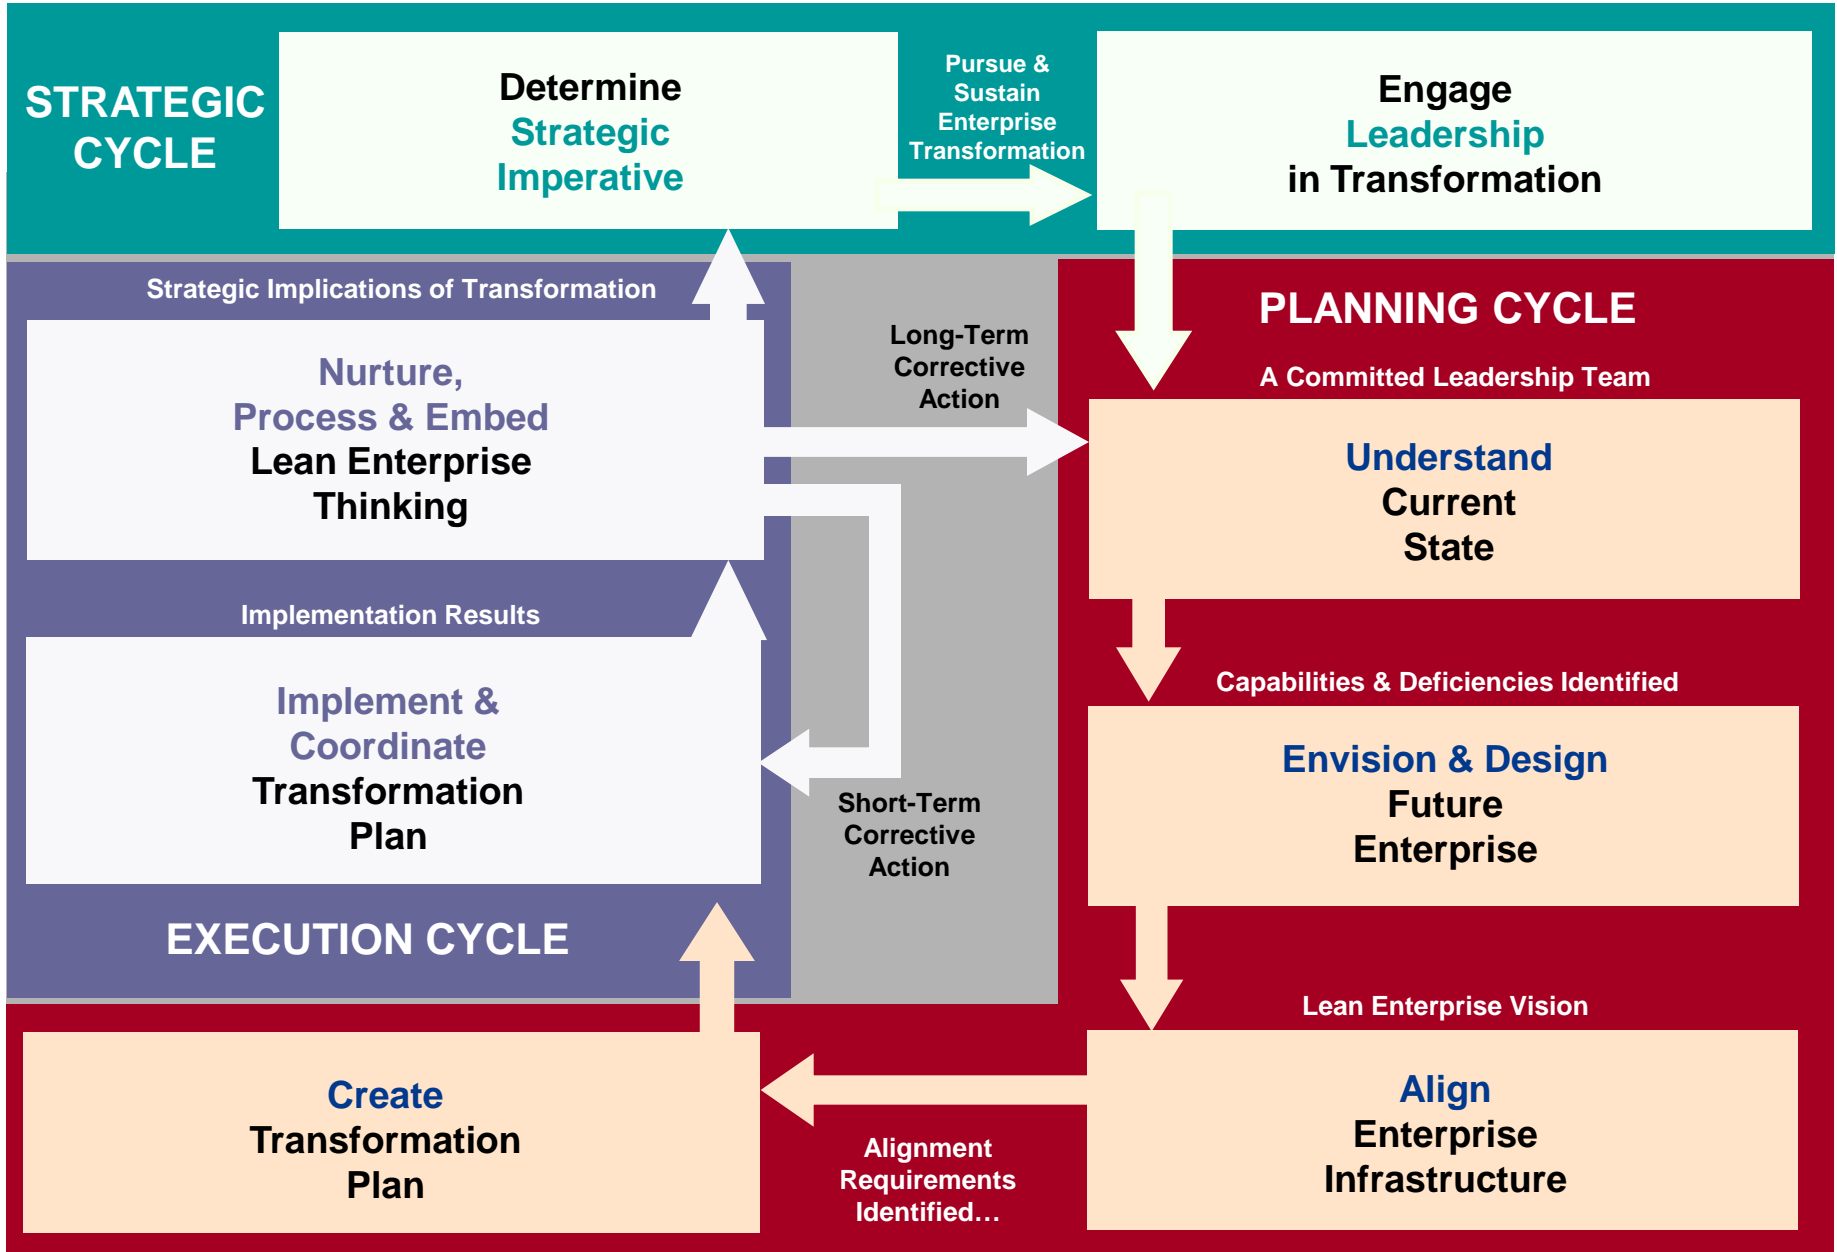 STRATEGIC
CYCLE
Determine
Strategic
Imperative
Pursue &
Sustain
Enterprise
Transformation
Engage
Leadership
in Transformation
Strategic Implications of Transformation
Nurture,
Process & Embed
Lean Enterprise
Thinking
Implementation Results
Implement &
Coordinate
Transformation
Plan
EXECUTION CYCLE
Long-Term
Corrective
Action
Short-Term
Corrective
Action
PLANNING CYCLE
A Committed Leadership Team
Understand
Current
State
Capabilities & Deficiencies Identified
Envision & Design
Future
Enterprise
Lean Enterprise Vision
Align
Enterprise
Infrastructure
Alignment
Requirements
Identified…
Create
Transformation
Plan